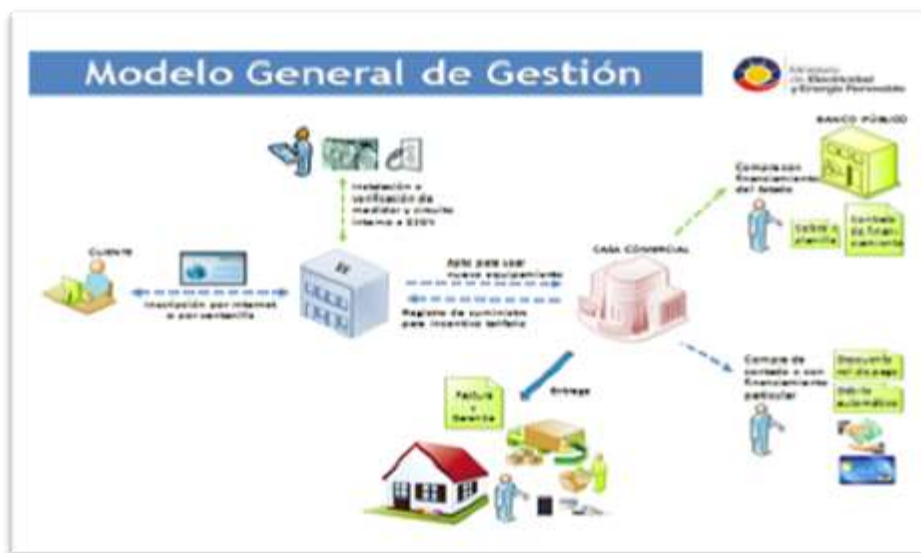 Modelo General de Gestión
Ministerio
de Electricidad
y Energía Renovable
BANCO PÚBLICO
Instalación o
verificación de
medidor y circuito
interno a 220V
Compra con
financiamiento
del Estado
Cobro a
planilla
Contrato
de finan-
ciamiento
CLIENTE
CASA COMERCIAL
Apto para usar
nuevo equipamiento
Inscripción por internet
o por ventanilla
Registro de suministro
para incentivo tarifario
Compra de
contado o con
financiamiento
particular
Descuento
rol de pago
Débito
automático
Entrega
Factura
y
Garantía